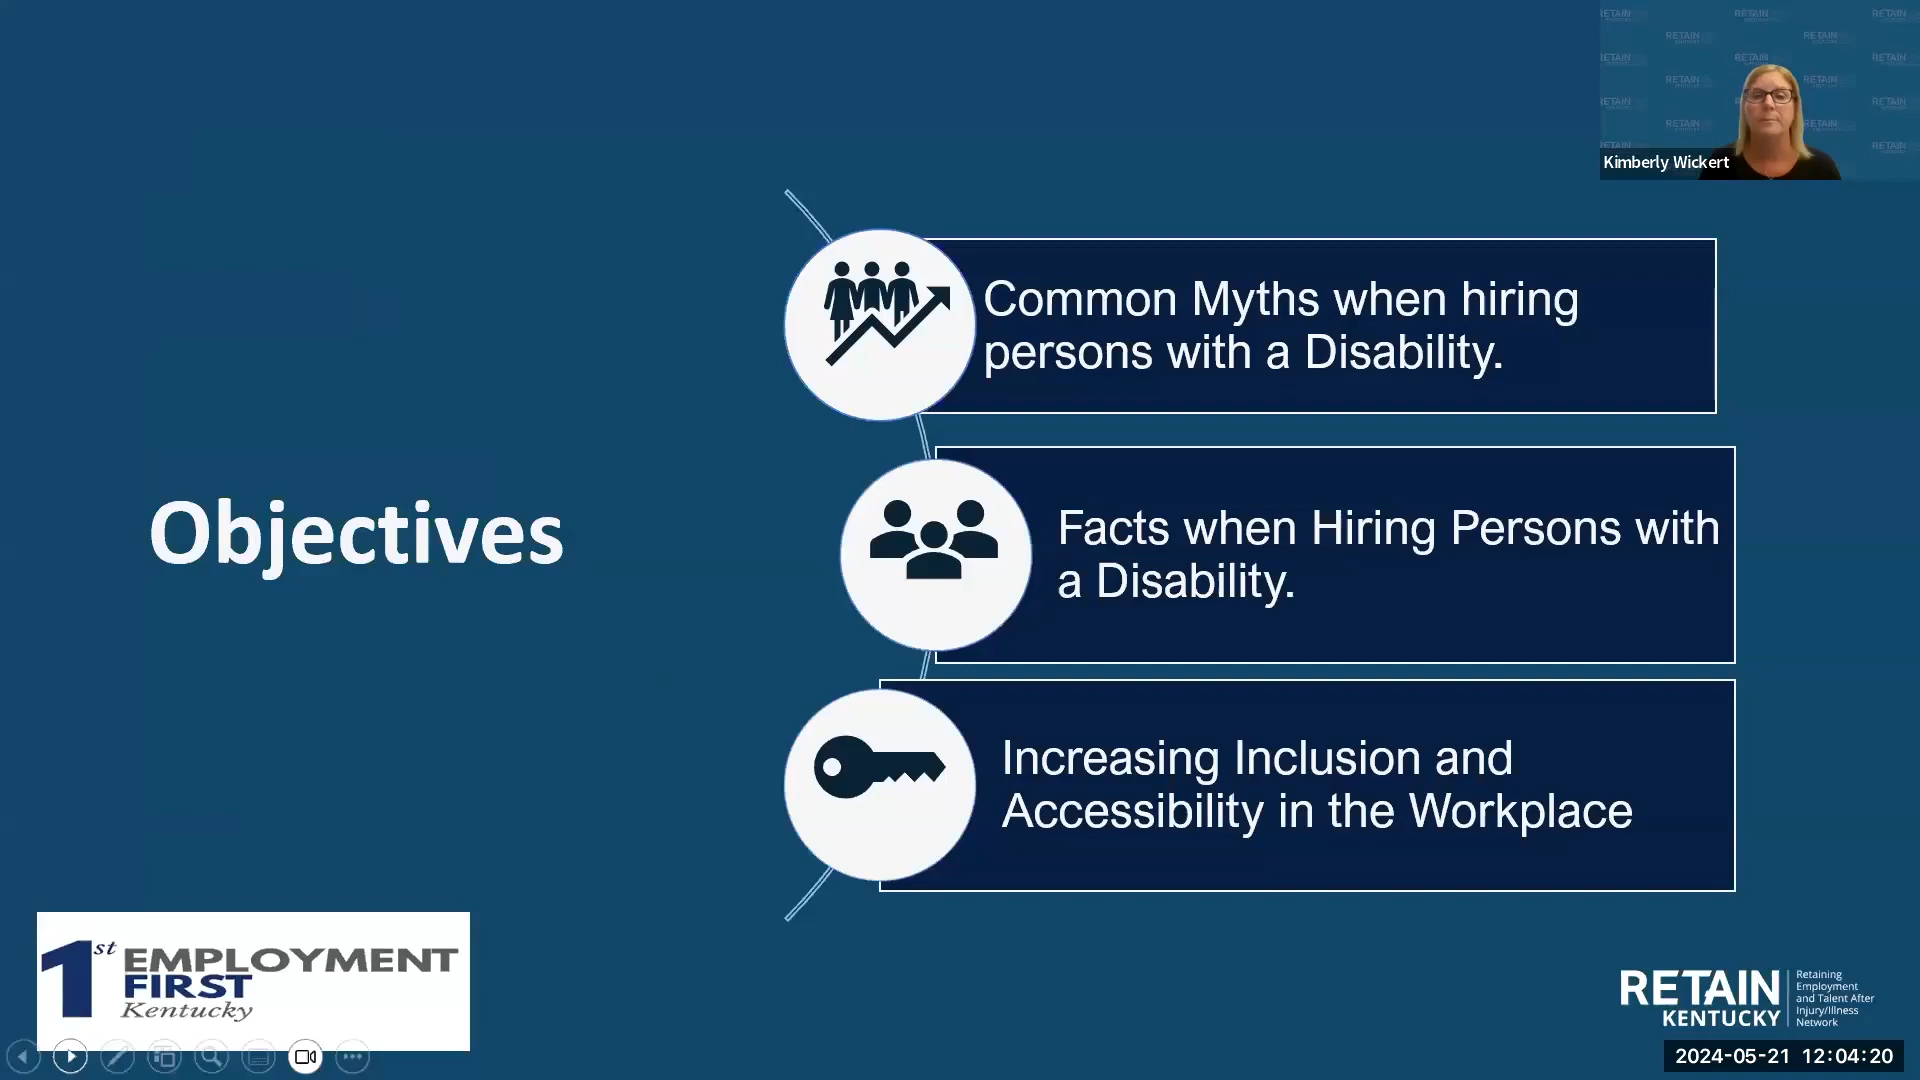 Kimberly Wickert
Objectives
Common Myths when hiring
persons with a Disability.
Facts when Hiring Persons with
a Disability.
Increasing Inclusion and
Accessibility in the Workplace
1st EMPLOYMENT
FIRST
Kentucky
RETAIN
KENTUCKY
Retaining
Employment
and Talent After
Injury/Illness
Network
2024-05-21 12:04:20